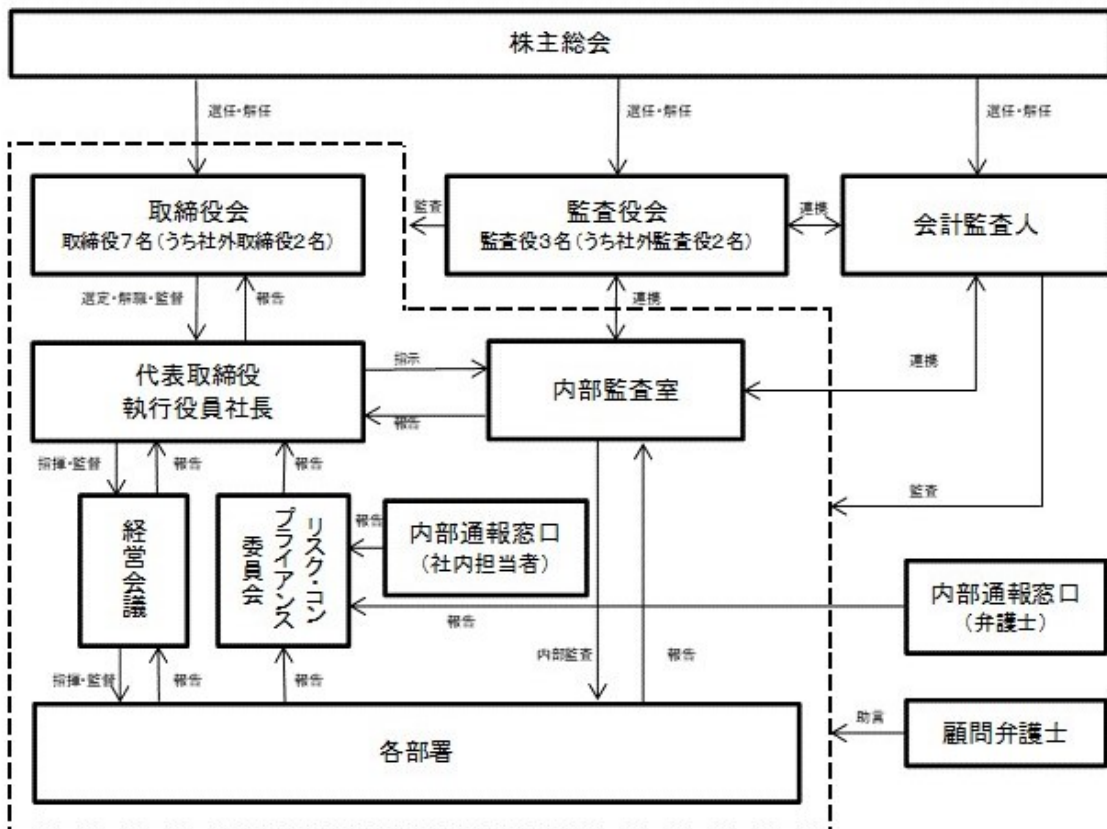 株主総会
選任・解任
選任・解任
選任・解任
取締役会
取締役7名(うち社外取締役2名)
監査
監査役会
監査役3名(うち社外監査役2名)
連携
会計監査人
選定・解職・監督
報告
連携
代表取締役
執行役員社長
指示
報告
内部監査室
連携
指揮・監督
報告
報告
監査
経営会議
リスク・コン
プライアンス
委員会
報告
内部通報窓口
(社内担当者)
報告
内部通報窓口
(弁護士)
指揮・監督
報告
報告
内部監査
報告
各部署
助言
顧問弁護士